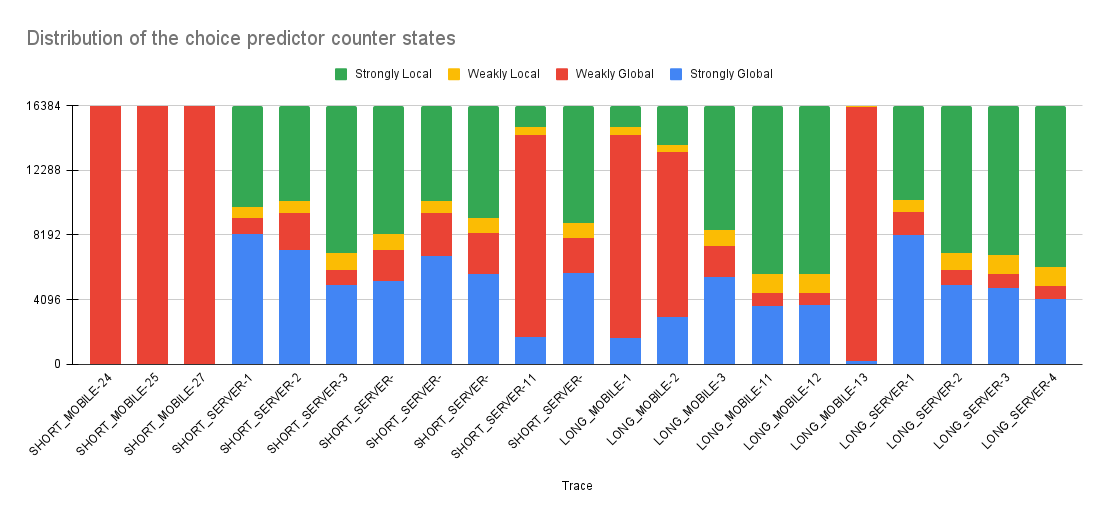 Distribution of the choice predictor counter states
Strongly Local
Weakly Local
Weakly Global
Strongly Global
16384
12288
8192
4096
0
SHORT_MOBILE-24
SHORT_MOBILE-25
SHORT_MOBILE-27
SHORT_SERVER-1
SHORT_SERVER-2
SHORT_SERVER-3
SHORT_SERVER-
SHORT_SERVER-
SHORT_SERVER-
SHORT_SERVER-11
SHORT_SERVER-
LONG_MOBILE-1
LONG_MOBILE-2
LONG_MOBILE-3
LONG_MOBILE-11
LONG_MOBILE-12
LONG_MOBILE-13
LONG_SERVER-1
LONG_SERVER-2
LONG_SERVER-3
LONG_SERVER-4
Trace